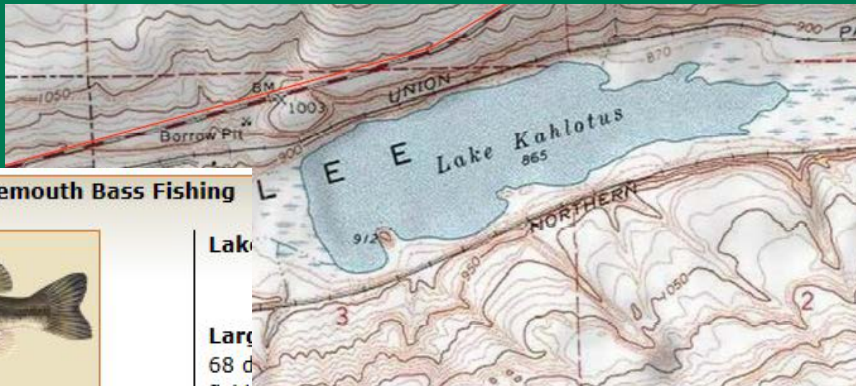 900
PA
870
1050
BM
1003
UNION
Borrow Pit
900
L E E
Lake Kahlotus
865
emouth Bass Fishing
NORTHERN
912
Lak
950
1050
3
2
Larg
68 d